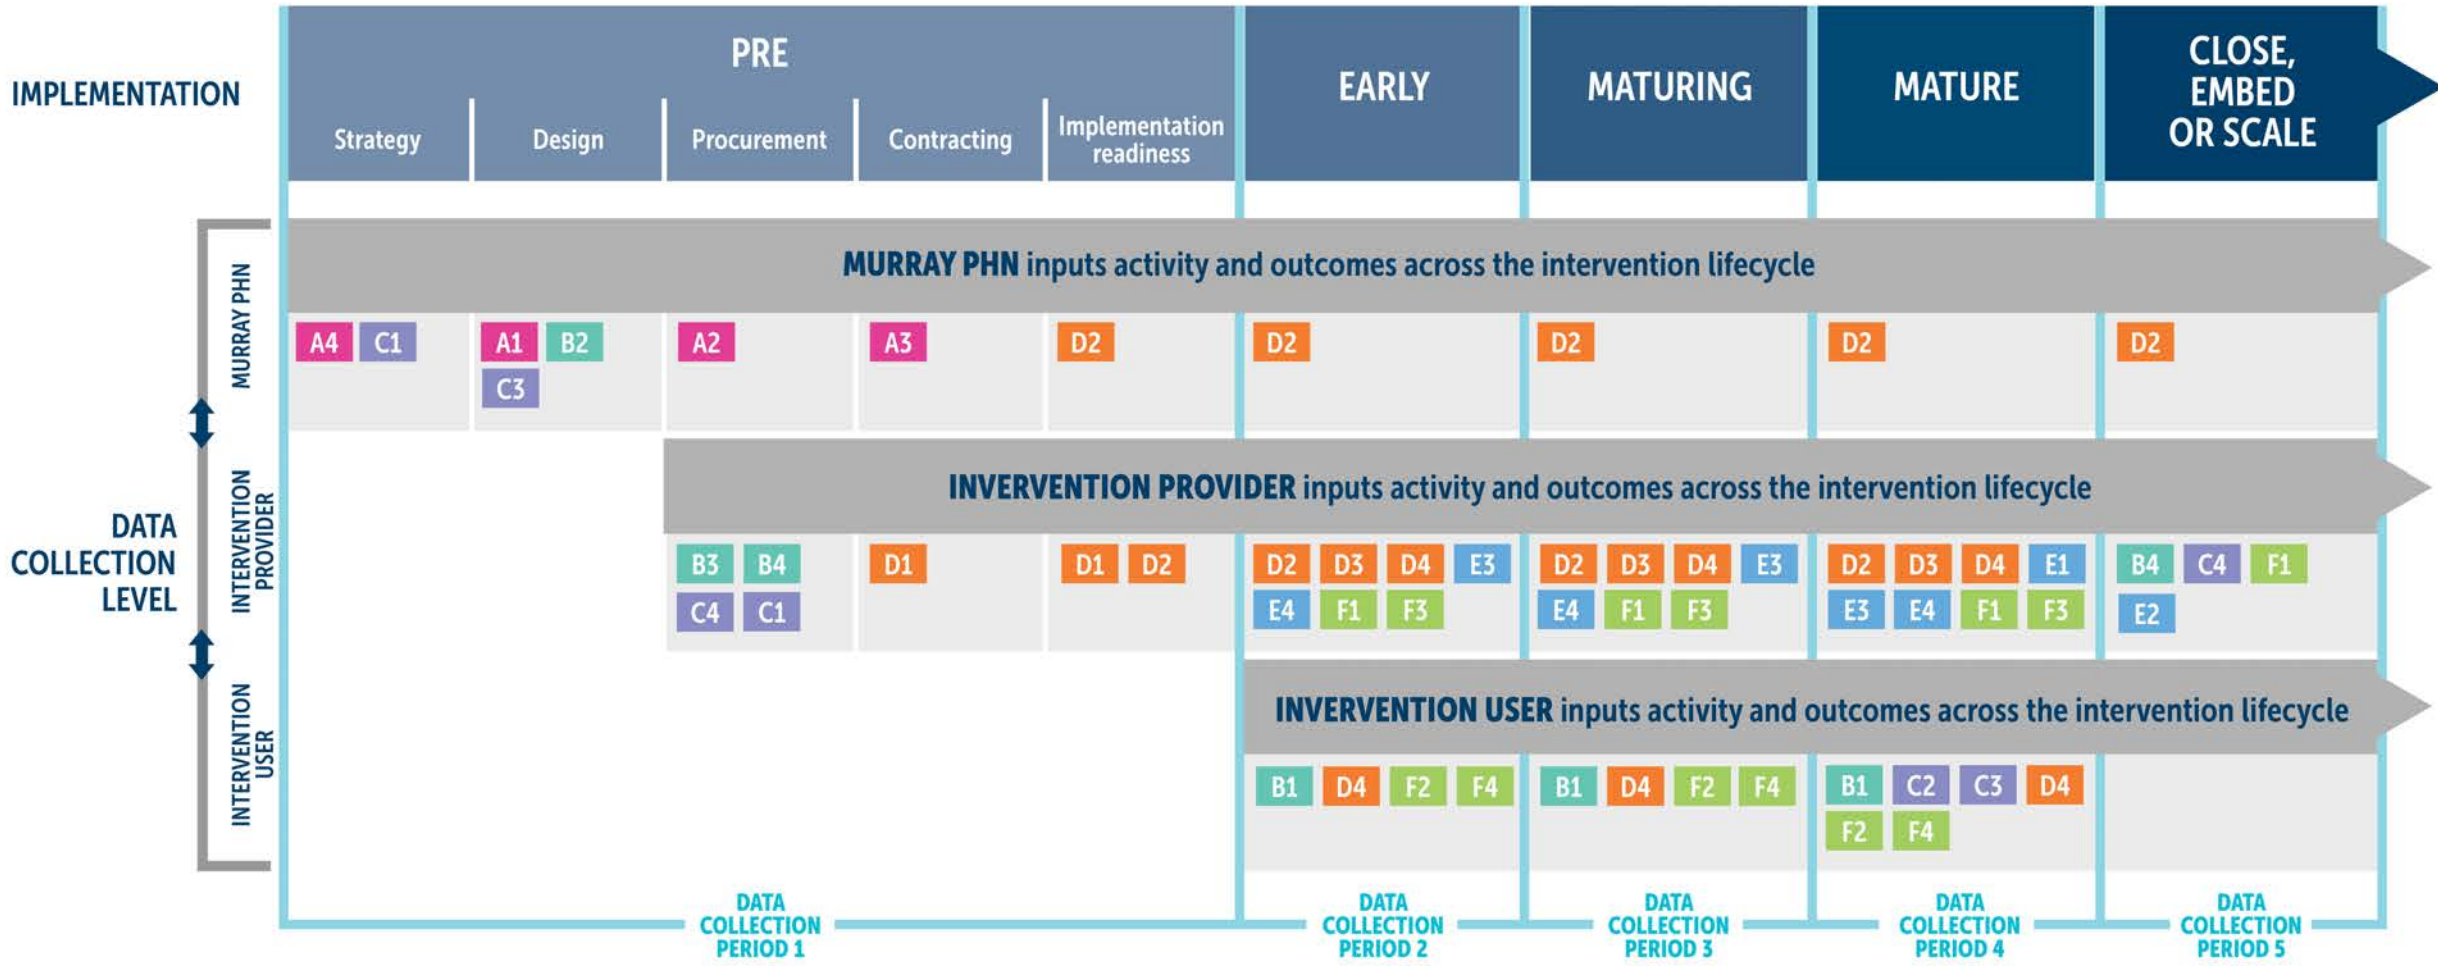 IMPLEMENTATION
PRE
Strategy
Design
Procurement
Contracting
Implementation
readiness
EARLY
MATURING
MATURE
CLOSE,
EMBED
OR SCALE
DATA
COLLECTION
LEVEL
MURRAY PHN
MURRAY PHN inputs activity and outcomes across the intervention lifecycle
A4 C1
A1 B2
C3
A2
A3
D2
D2
D2
D2
D2
INTERVENTION
PROVIDER
INVERVENTION PROVIDER inputs activity and outcomes across the intervention lifecycle
B3 B4
C4 C1
D1
D1 D2
D2 D3 D4 E3
E4 F1 F3
D2 D3 D4 E3
E4 F1 F3
D2 D3 D4 E1
E3 E4 F1 F3
B4 C4 F1
E2
INTERVENTION
USER
INVERVENTION USER inputs activity and outcomes across the intervention lifecycle
B1 D4 F2 F4
B1 D4 F2 F4
B1 C2 C3 D4
F2 F4
DATA
COLLECTION
PERIOD 1
DATA
COLLECTION
PERIOD 2
DATA
COLLECTION
PERIOD 3
DATA
COLLECTION
PERIOD 4
DATA
COLLECTION
PERIOD 5